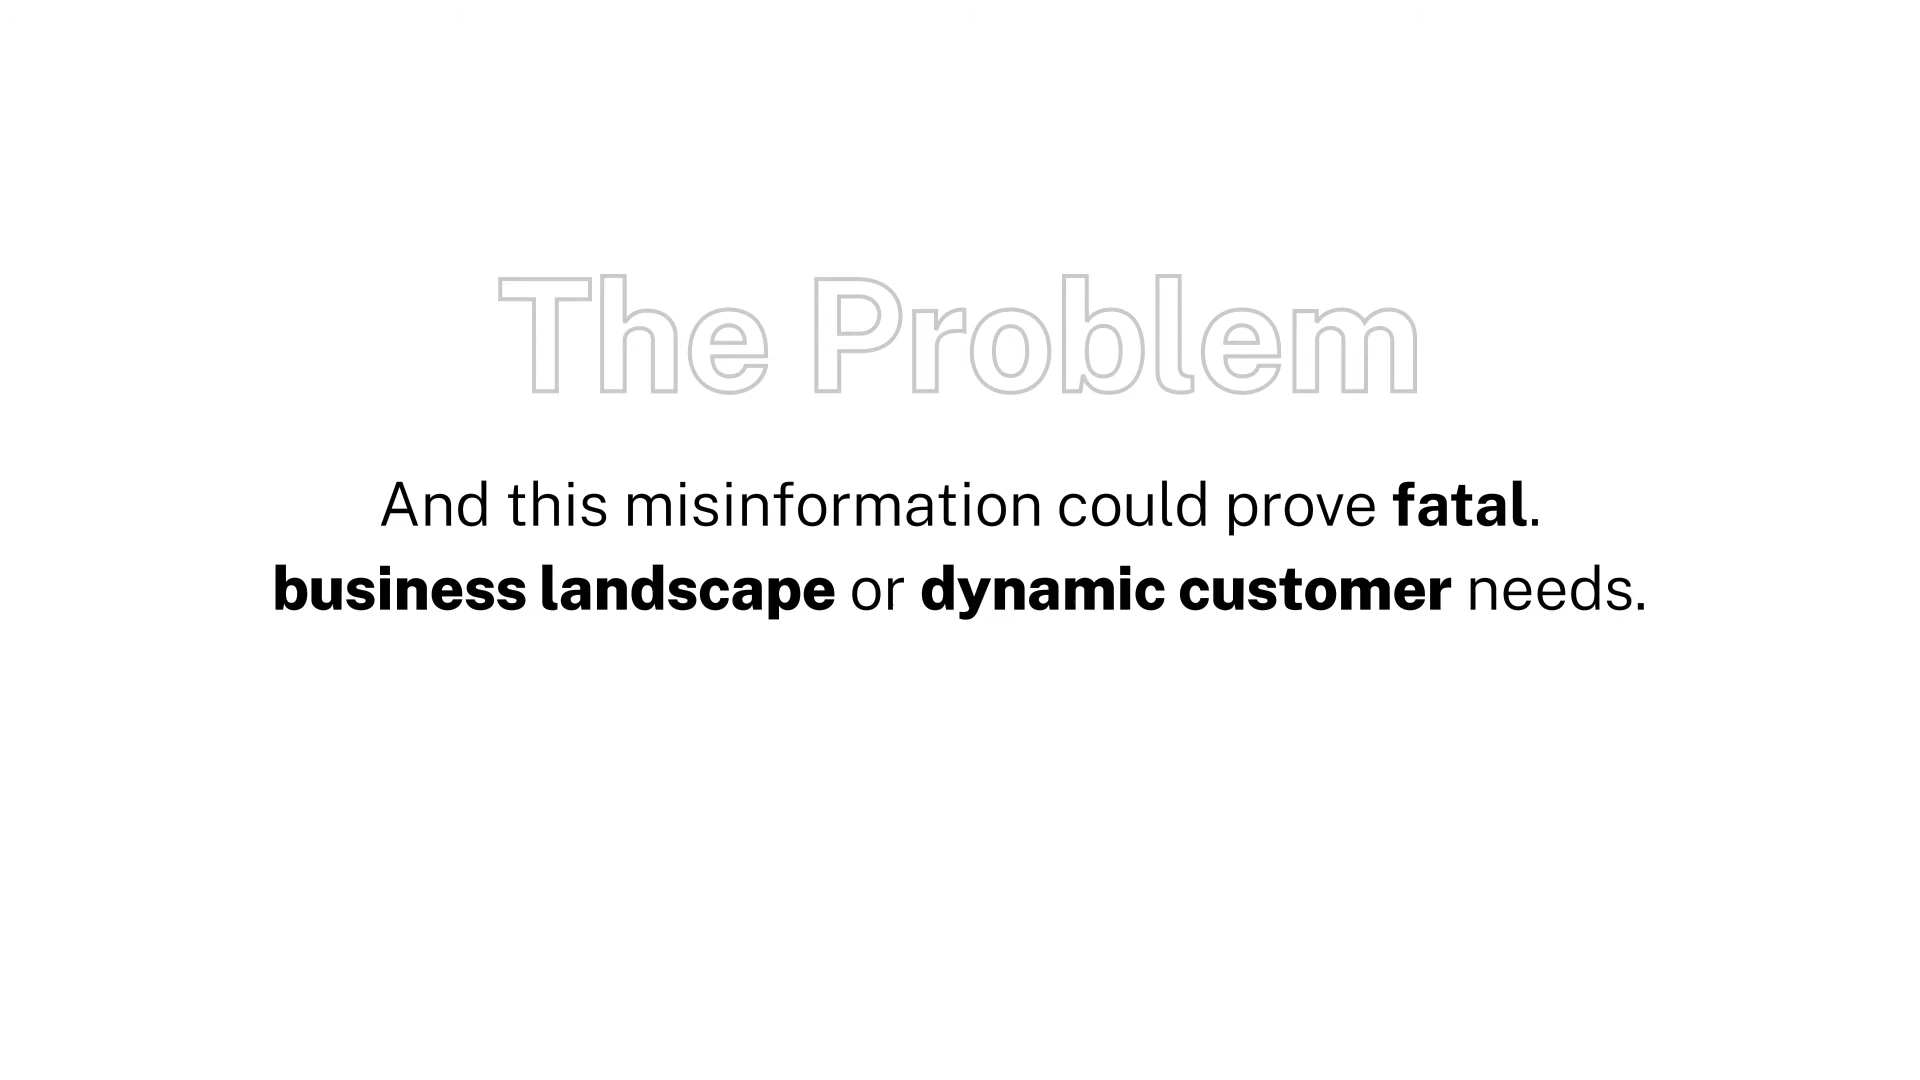 The Problem
And this misinformation could prove fatal.
business landscape or dynamic customer needs.